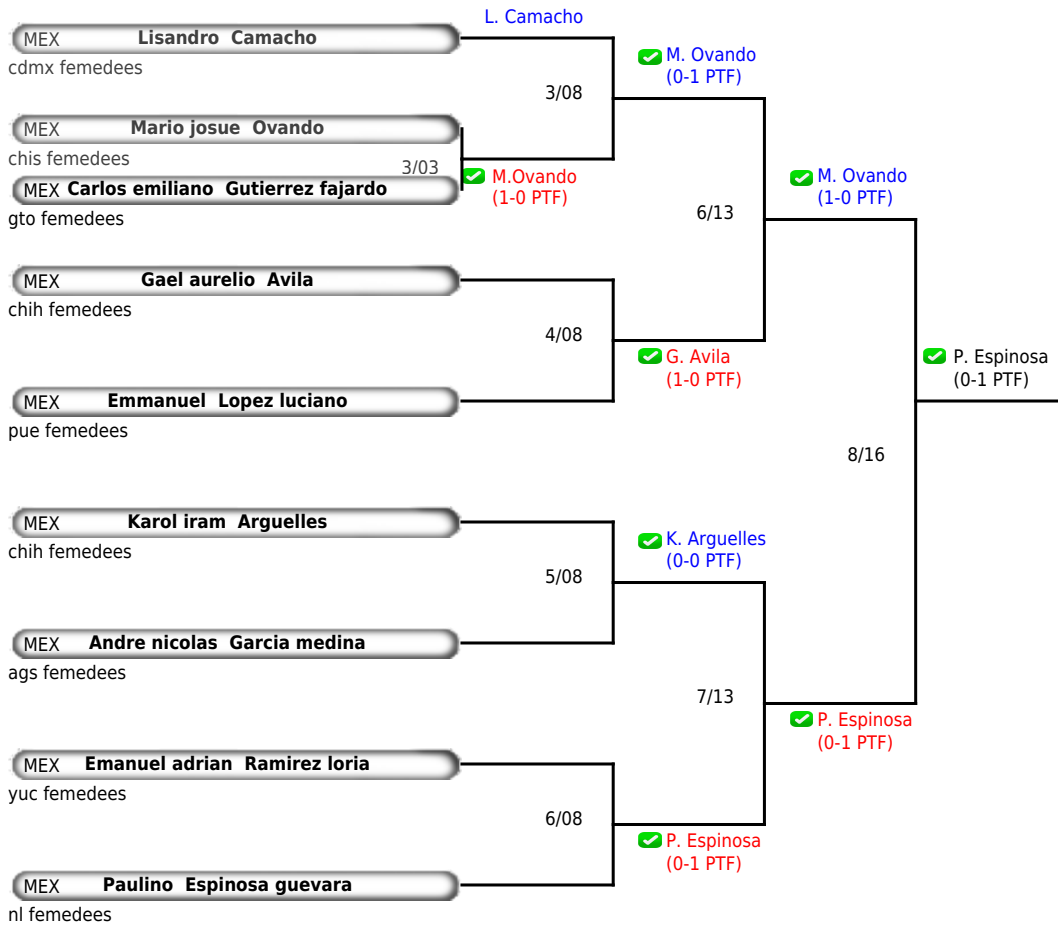 L. Camacho
MEX Lisandro Camacho
cdmx femedees
M. Ovando
(0-1 PTF)
3/08
MEX Mario josue Ovando
chis femedees
3/03
MEX Carlos emiliano Gutierrez fajardo
gto femedees
M.Ovando
(1-0 PTF)
M. Ovando
(1-0 PTF)
6/13
MEX Gael aurelio Avila
chih femedees
4/08
G. Avila
(1-0 PTF)
P. Espinosa
(0-1 PTF)
MEX Emmanuel Lopez luciano
pue femedees
8/16
MEX Karol iram Arguelles
chih femedees
K. Arguelles
(0-0 PTF)
5/08
MEX Andre nicolas Garcia medina
ags femedees
7/13
P. Espinosa
(0-1 PTF)
MEX Emanuel adrian Ramirez loria
yuc femedees
6/08
P. Espinosa
(0-1 PTF)
MEX Paulino Espinosa guevara
nl femedees